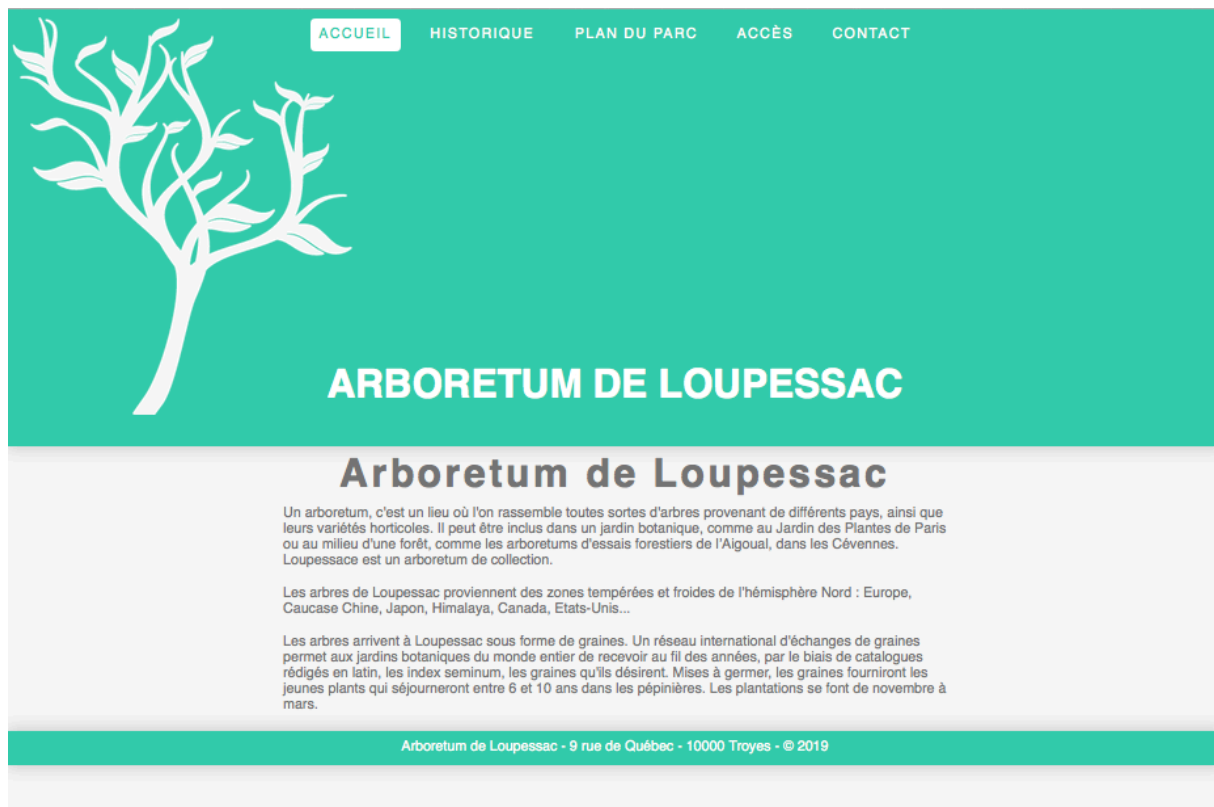 ACCUEIL HISTORIQUE PLAN DU PARC ACCÈS CONTACT
ARBORETUM DE LOUPESSAC
Arboretum de Loupessac
Un arboretum, c'est un lieu où l'on rassemble toutes sortes d'arbres provenant de différents pays, ainsi que
leurs variétés horticoles. Il peut être inclus dans un jardin botanique, comme au Jardin des Plantes de Paris
ou au milieu d'une forêt, comme les arboretums d'essais forestiers de l'Aigoual, dans les Cévennes.
Loupessace est un arboretum de collection.
Les arbres de Loupessac proviennent des zones tempérées et froides de l'hémisphère Nord : Europe,
Caucase Chine, Japon, Himalaya, Canada, Etats-Unis...
Les arbres arrivent à Loupessac sous forme de graines. Un réseau international d'échanges de graines
permet aux jardins botaniques du monde entier de recevoir au fil des années, par le biais de catalogues
rédigés en latin, les index seminum, les graines qu'ils désirent. Mises à germer, les graines fourniront les
jeunes plants qui séjourneront entre 6 et 10 ans dans les pépinières. Les plantations se font de novembre à
mars.
Arboretum de Loupessac - 9 rue de Québec - 10000 Troyes - © 2019